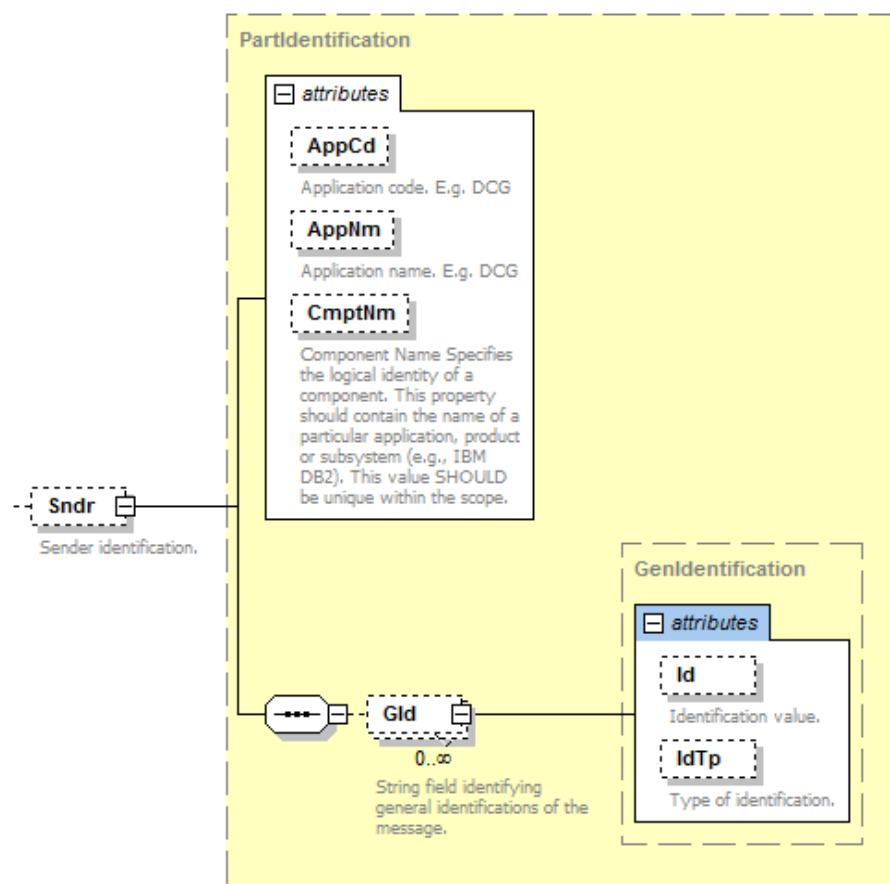 PartIdentification
attributes
AppCd
Application code. E.g. DCG
AppNm
Application name. E.g. DCG
CmptNm
Component Name Specifies
the logical identity of a
component. This property
should contain the name of a
particular application, product
or subsystem (e.g., IBM
DB2). This value SHOULD
be unique within the scope.
Sndr
Sender identification.
GId
0..∞
String field identifying
general identifications of the
message.
GenIdentification
attributes
Id
Identification value.
IdTp
Type of identification.